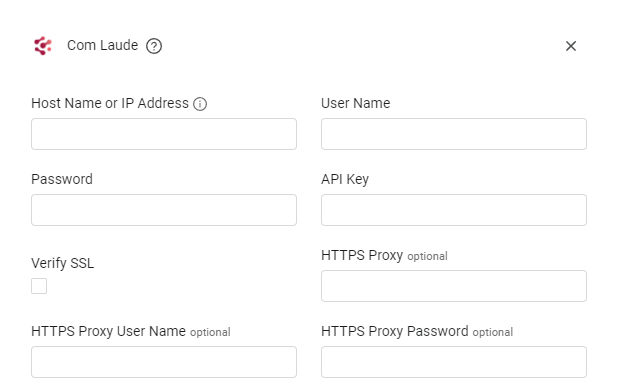 Com Laude
Host Name or IP Address
User Name
Password
API Key
Verify SSL
HTTPS Proxy optional
HTTPS Proxy User Name optional
HTTPS Proxy Password optional